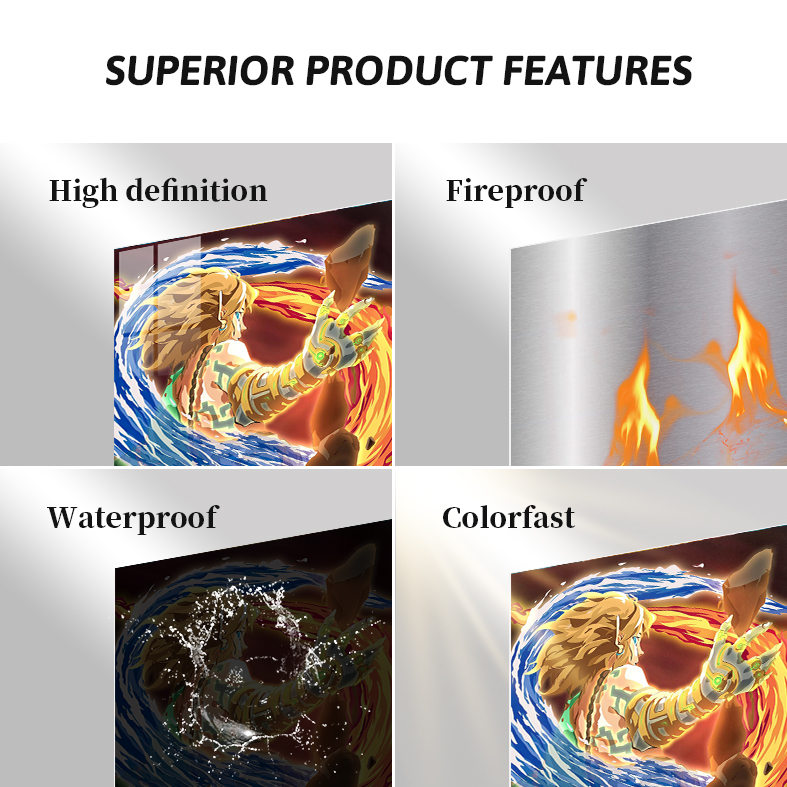 SUPERIOR PRODUCT FEATURES
High definition
Fireproof
Waterproof
Colorfast